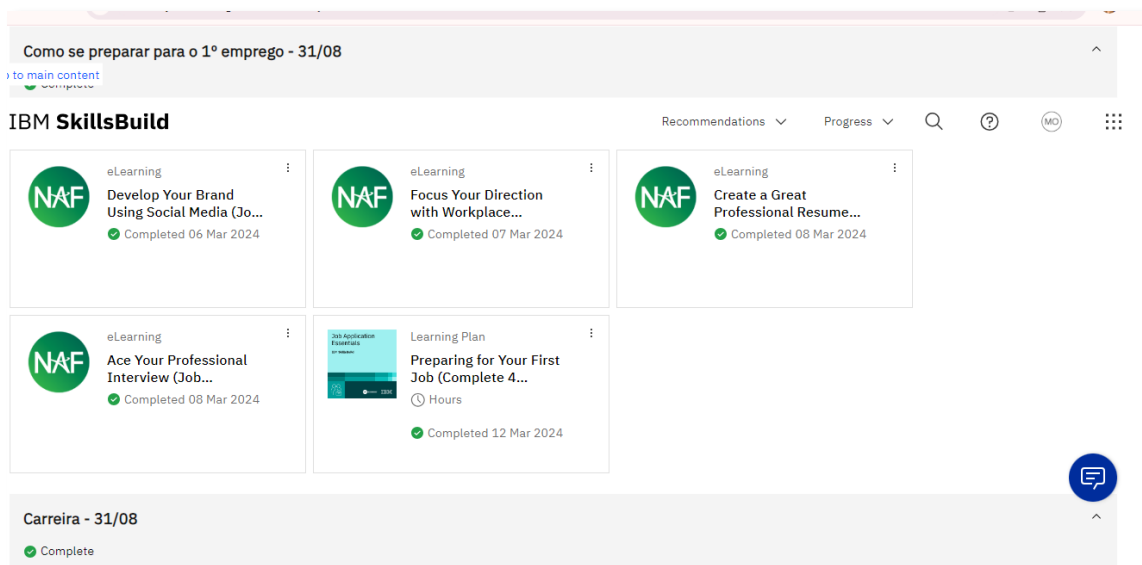 Como se preparar para o 1º emprego - 31/08
to main content
Complete
IBM SkillsBuild
Recommendations
Progress
MO
NAF
eLearning
Develop Your Brand
Using Social Media (Jo...
Completed 06 Mar 2024
NAF
eLearning
Focus Your Direction
with Workplace...
Completed 07 Mar 2024
NAF
eLearning
Create a Great
Professional Resume...
Completed 08 Mar 2024
NAF
eLearning
Ace Your Professional
Interview (Job...
Completed 08 Mar 2024
Job Application
Essentials
IBM
Learning Plan
Preparing for Your First
Job (Complete 4...
Hours
Completed 12 Mar 2024
Carreira - 31/08
Complete